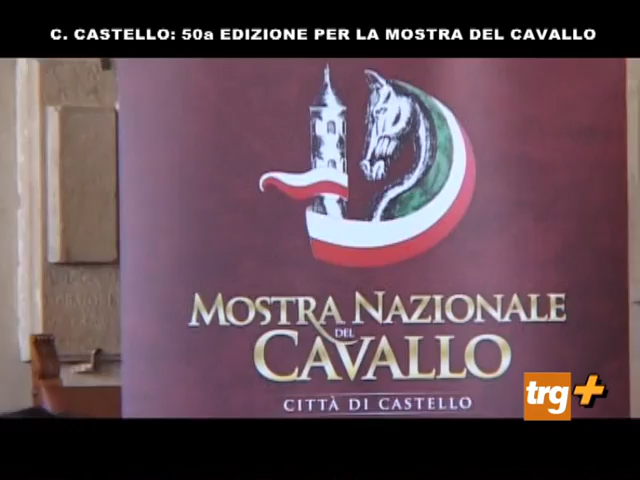 C. CASTELLO: 50a EDIZIONE PER LA MOSTRA DEL CAVALLO
MOSTRA NAZIONALE
DEL
CAVALLO
CITTÀ DI CASTELLO
trg+